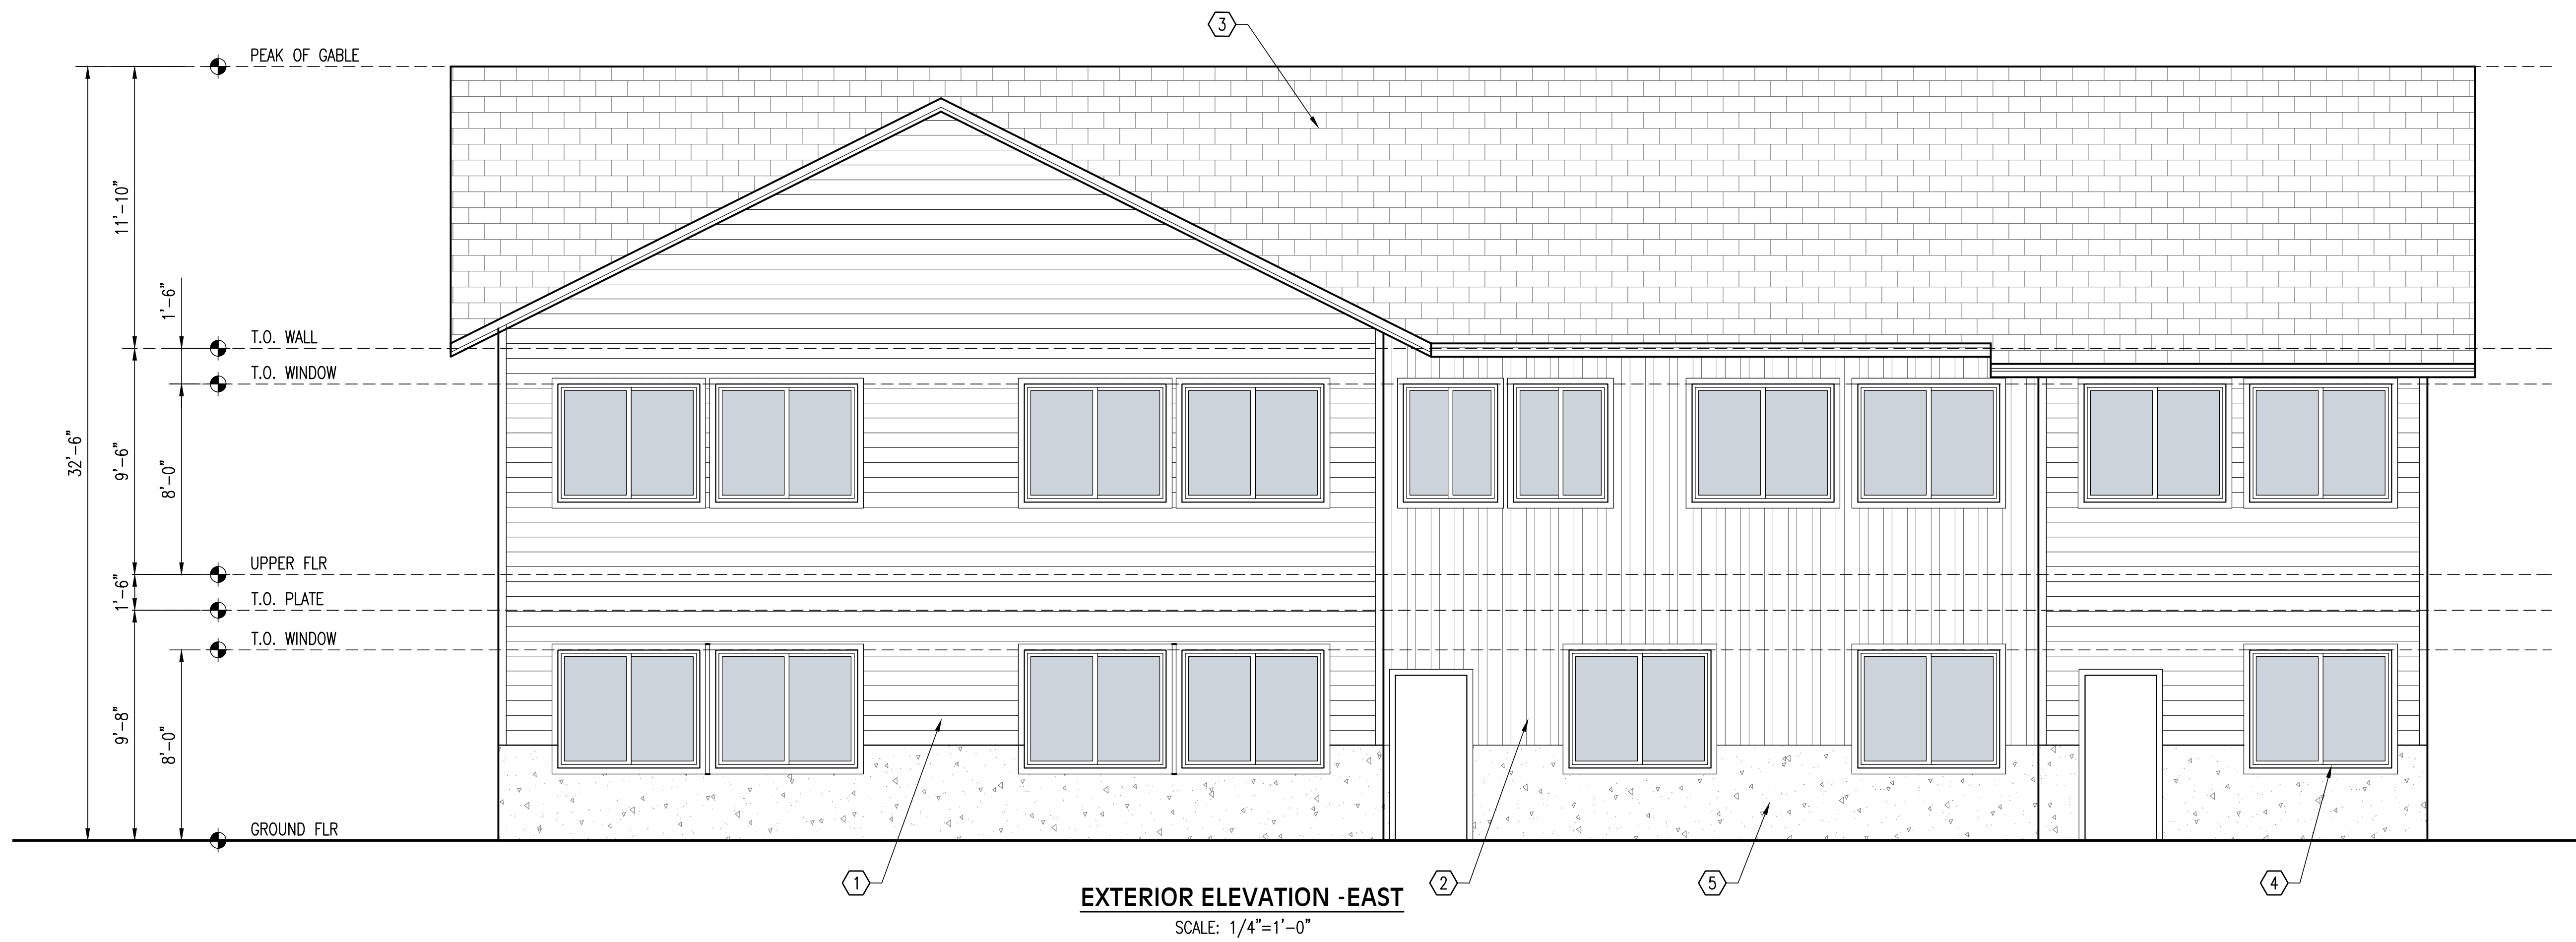 3
PEAK OF GABLE
11'-10"
1'-6"
T.O. WALL
T.O. WINDOW
32'-6"
9'-6"
8'-0"
UPPER FLR
1'-6"
T.O. PLATE
T.O. WINDOW
9'-8"
8'-0"
GROUND FLR
1
2
5
4
EXTERIOR ELEVATION -EAST
SCALE: 1/4"=1'-0"